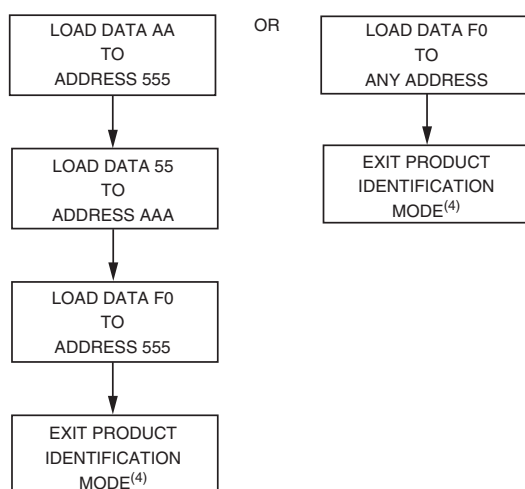 LOAD DATA AA
TO
ADDRESS 555
LOAD DATA 55
TO
ADDRESS AAA
LOAD DATA F0
TO
ADDRESS 555
EXIT PRODUCT
IDENTIFICATION
MODE(4)
OR
LOAD DATA F0
TO
ANY ADDRESS
EXIT PRODUCT
IDENTIFICATION
MODE(4)